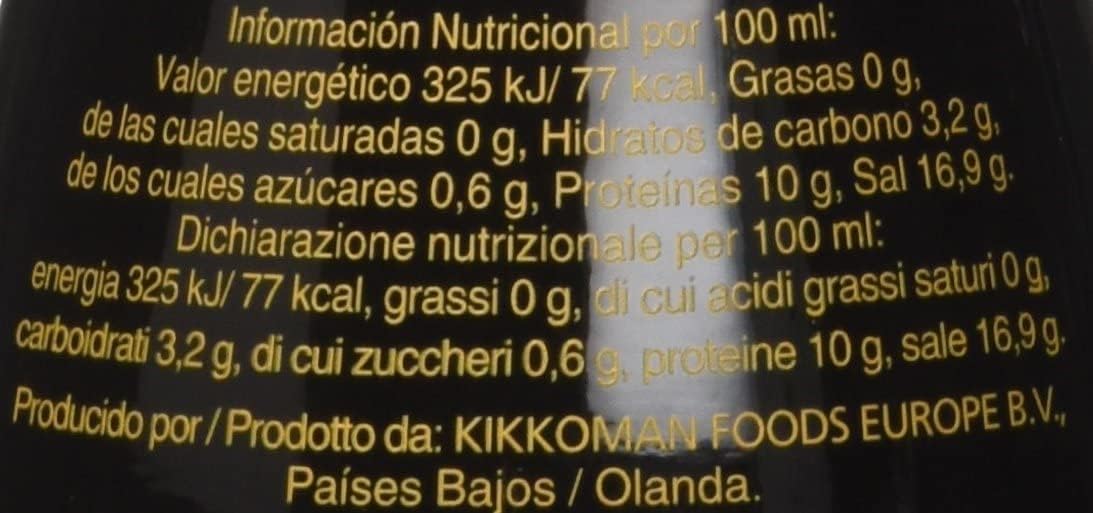 Información Nutricional por 100 ml:
Valor energético 325 kJ/ 77 kcal, Grasas 0 g,
de las cuales saturadas 0 g, Hidratos de carbono 3,2 g,
de los cuales azúcares 0,6 g, Proteínas 10 g, Sal 16,9 g.
Dichiarazione nutrizionale per 100 ml:
energia 325 kJ/ 77 kcal, grassi 0 g, di cui acidi grassi saturi 0 g,
carboidrati 3,2 g, di cui zuccheri 0,6 g, proteine 10 g, sale 16,9 g.
Producido por / Prodotto da: KIKKOMAN FOODS EUROPE B.V.,
Países Bajos / Olanda.